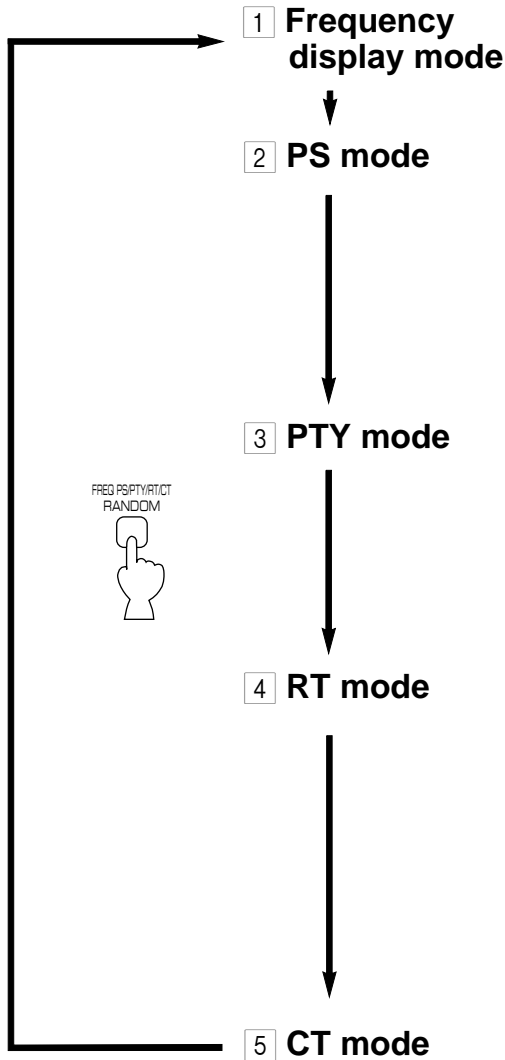 1 Frequency
display mode
2 PS mode
3 PTY mode
FREQ PS/PTY/RT/CT
RANDOM
4 RT mode
5 CT mode